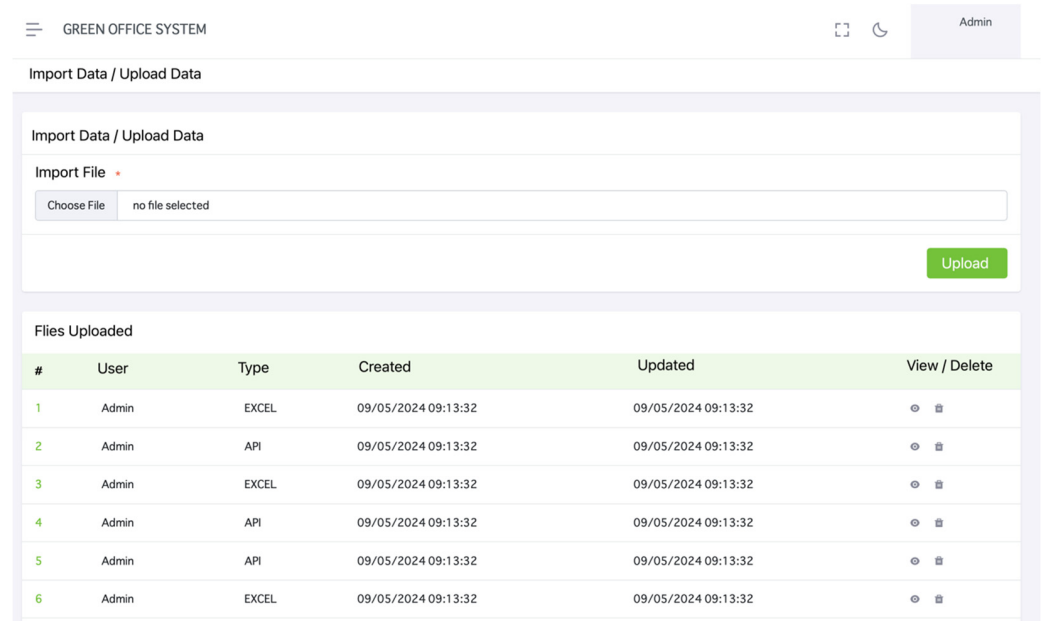 GREEN OFFICE SYSTEM
Admin
Import Data / Upload Data
Import Data / Upload Data
Import File *
Choose File no file selected
Upload
Flies Uploaded
# User Type Created Updated View / Delete
1 Admin EXCEL 09/05/2024 09:13:32 09/05/2024 09:13:32
2 Admin API 09/05/2024 09:13:32 09/05/2024 09:13:32
3 Admin EXCEL 09/05/2024 09:13:32 09/05/2024 09:13:32
4 Admin API 09/05/2024 09:13:32 09/05/2024 09:13:32
5 Admin API 09/05/2024 09:13:32 09/05/2024 09:13:32
6 Admin EXCEL 09/05/2024 09:13:32 09/05/2024 09:13:32